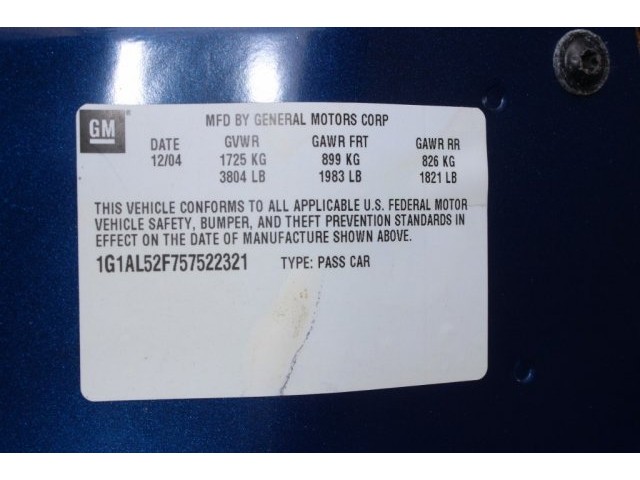 GM
MFD BY GENERAL MOTORS CORP
DATE GVWR GAWR FRT GAWR RR
12/04 1725 KG 899 KG 826 KG
3804 LB 1983 LB 1821 LB
THIS VEHICLE CONFORMS TO ALL APPLICABLE U.S. FEDERAL MOTOR
VEHICLE SAFETY, BUMPER, AND THEFT PREVENTION STANDARDS IN
EFFECT ON THE DATE OF MANUFACTURE SHOWN ABOVE.
1G1AL52F757522321 TYPE: PASS CAR